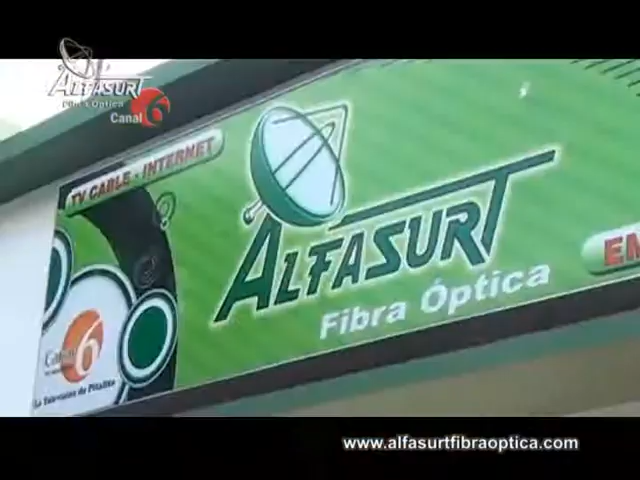 ALFASURT
Fibra Óptica
Canal 6
TV CABLE - INTERNET
ALFASURT
Fibra Óptica
EM
Canal 6
La Televisión de Pitalito
www.alfasurtfibraoptica.com